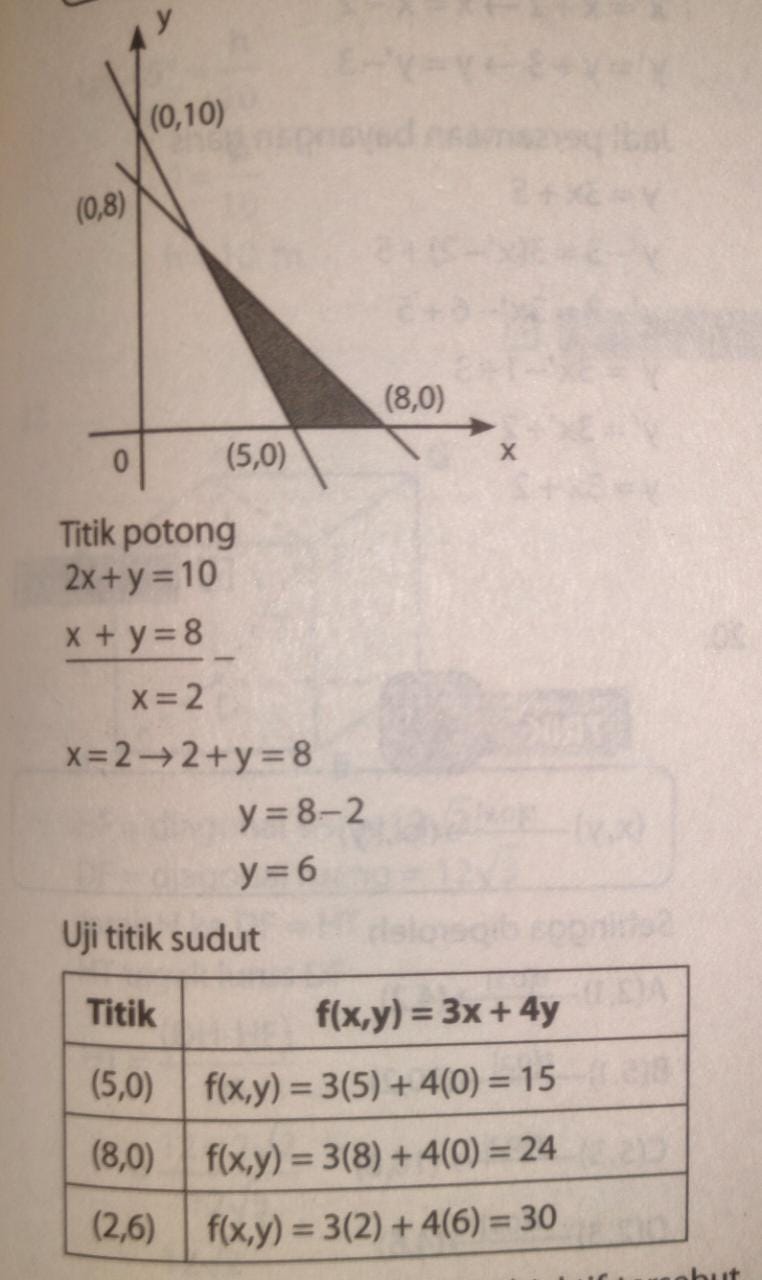 y
(0,10)
(0,8)
(8,0)
0
(5,0)
x
Titik potong
2x+y=10
x + y=8
–
x=2
x=2→2+y=8
y=8–2
y=6
Uji titik sudut
Titik f(x,y) = 3x + 4y
(5,0) f(x,y) = 3(5) + 4(0) = 15
(8,0) f(x,y) = 3(8) + 4(0) = 24
(2,6) f(x,y) = 3(2) + 4(6) = 30
tersebut